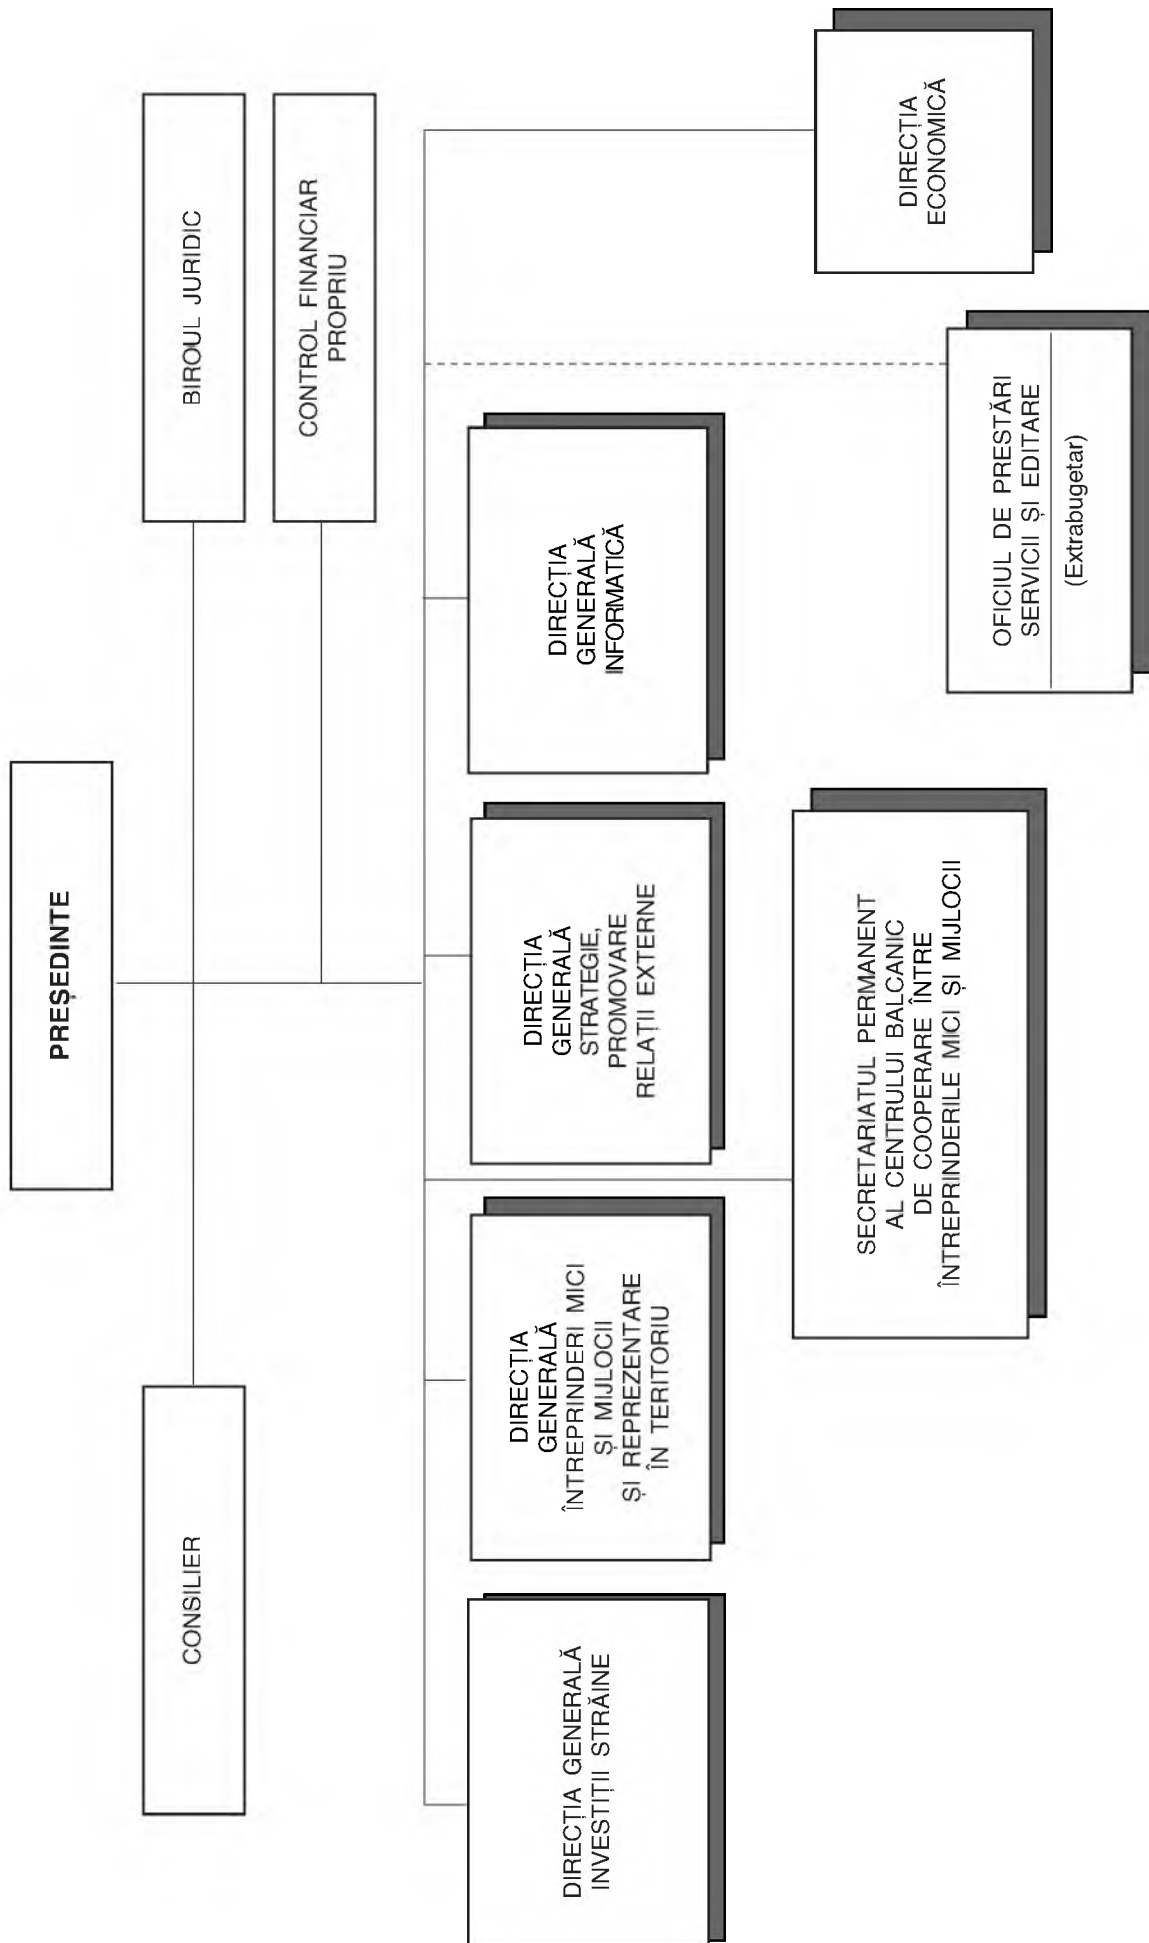 PREȘEDINTE
CONSILIER
BIROUL JURIDIC
CONTROL FINANCIAR
PROPRIU
DIRECȚIA GENERALĂ
INVESTIȚII STRĂINE
DIRECȚIA
GENERALĂ
ÎNTREPRINDERI MICI
ȘI MIJLOCII
ȘI REPREZENTARE
ÎN TERITORIU
DIRECȚIA
GENERALĂ
STRATEGIE,
PROMOVARE
RELAȚII EXTERNE
DIRECȚIA
GENERALĂ
INFORMATICĂ
SECRETARIATUL PERMANENT
AL CENTRULUI BALCANIC
DE COOPERARE ÎNTRE
ÎNTREPRINDERILE MICI ȘI MIJLOCII
OFICIUL DE PRESTĂRI
SERVICII ȘI EDITARE
(Extrabugetar)
DIRECȚIA
ECONOMICĂ